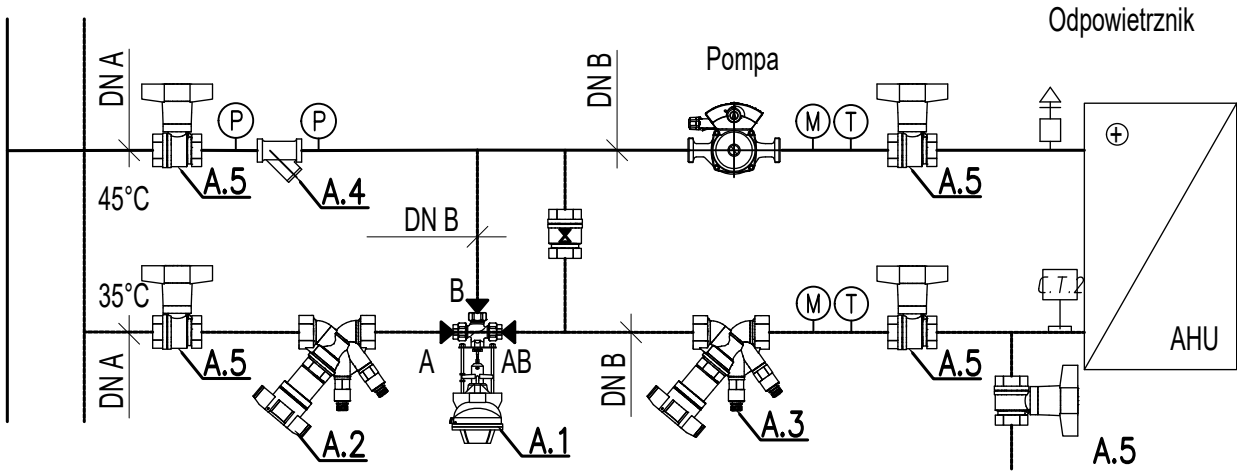 Odpowietrznik
Pompa
DN A
DN B
P
P
M
T
A.5
A.4
A.5
45°C
DN B
35°C
B
C.T.2
M
T
A
AB
AHU
DN A
A.5
DN B
A.5
A.2
A.1
A.3
A.5